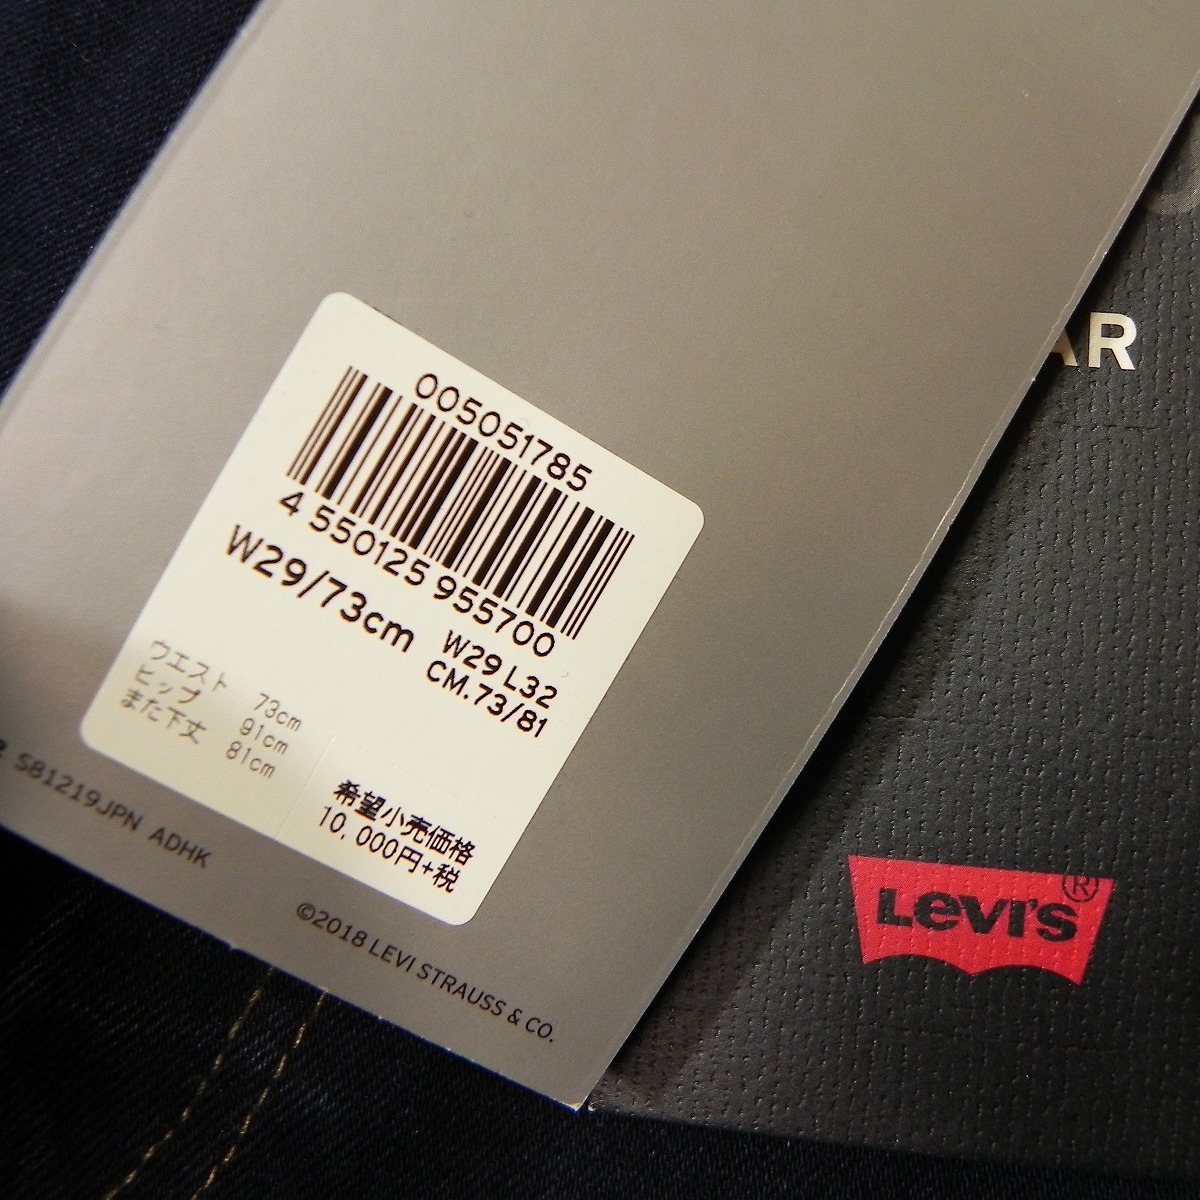 005051785
4 550125 955700
W29/73cm
W29 L32
CM.73/81
ウエスト 73cm
ヒップ 91cm
また下丈 81cm
希望小売価格
10,000円+税
SB1219JPN ADHK
©2018 LEVI STRAUSS & CO.
AR
LEVI'S®